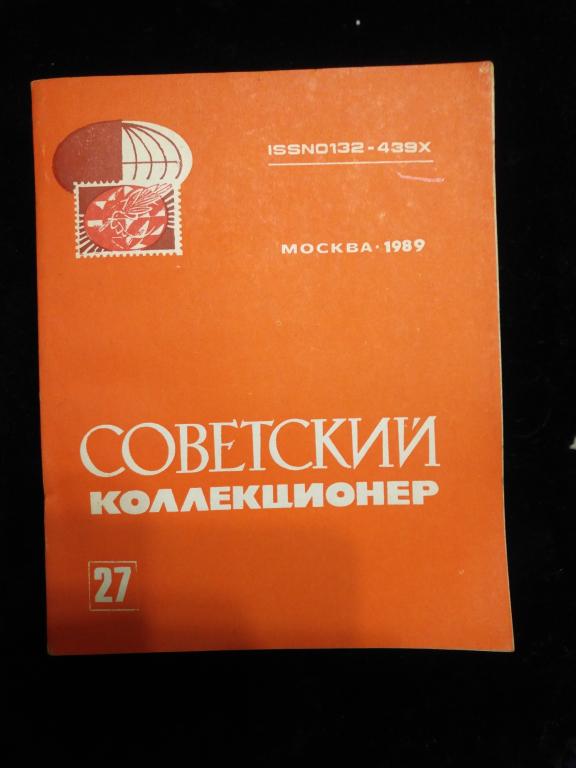 ISSN0132-439X
МОСКВА·1989
СОВЕТСКИЙ
КОЛЛЕКЦИОНЕР
27